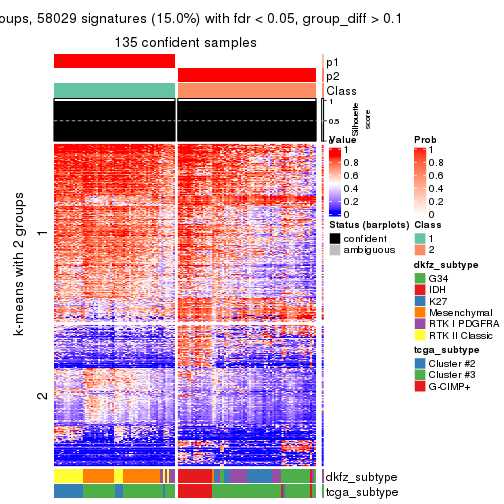 oups, 58029 signatures (15.0%) with fdr < 0.05, group_diff > 0.1
135 confident samples
p1
p2
Class
1
0.5
Silhouette
score
k-means with 2 groups
1
2
Value
1
0.8
0.6
0.4
0.2
0
Prob
1
0.8
0.6
0.4
0.2
0
Status (barplots)
confident
ambiguous
Class
1
2
dkfz_subtype
G34
IDH
K27
Mesenchymal
RTK I PDGFRA
RTK II Classic
tcga_subtype
Cluster #2
Cluster #3
G-CIMP+
dkfz_subtype
tcga_subtype